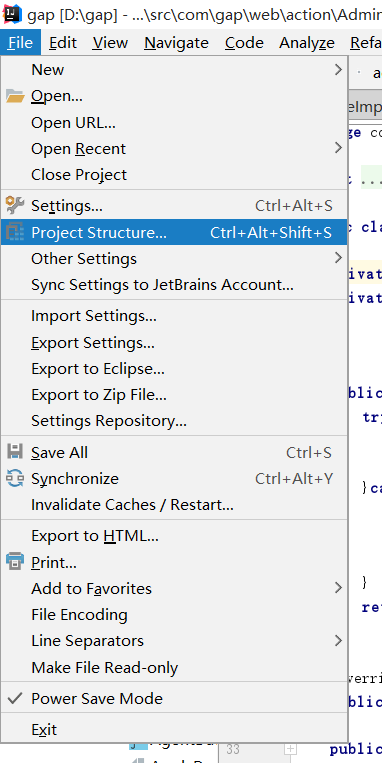 gap [D:\gap] - ...\src\com\gap\web\action\Admin
File Edit View Navigate Code Analyze Refa
New
Open...
Open URL...
Open Recent
Close Project
Settings... Ctrl+Alt+S
Project Structure... Ctrl+Alt+Shift+S
Other Settings
Sync Settings to JetBrains Account...
Import Settings...
Export Settings...
Export to Eclipse...
Export to Zip File...
Settings Repository...
Save All Ctrl+S
Synchronize Ctrl+Alt+Y
Invalidate Caches / Restart...
Export to HTML...
Print...
Add to Favorites
File Encoding
Line Separators
Make File Read-only
Power Save Mode
Exit
a
eImp
ge co
...
c cla
ivat
ivat
blic
try
}ca
}
re
verri
blic
33 public